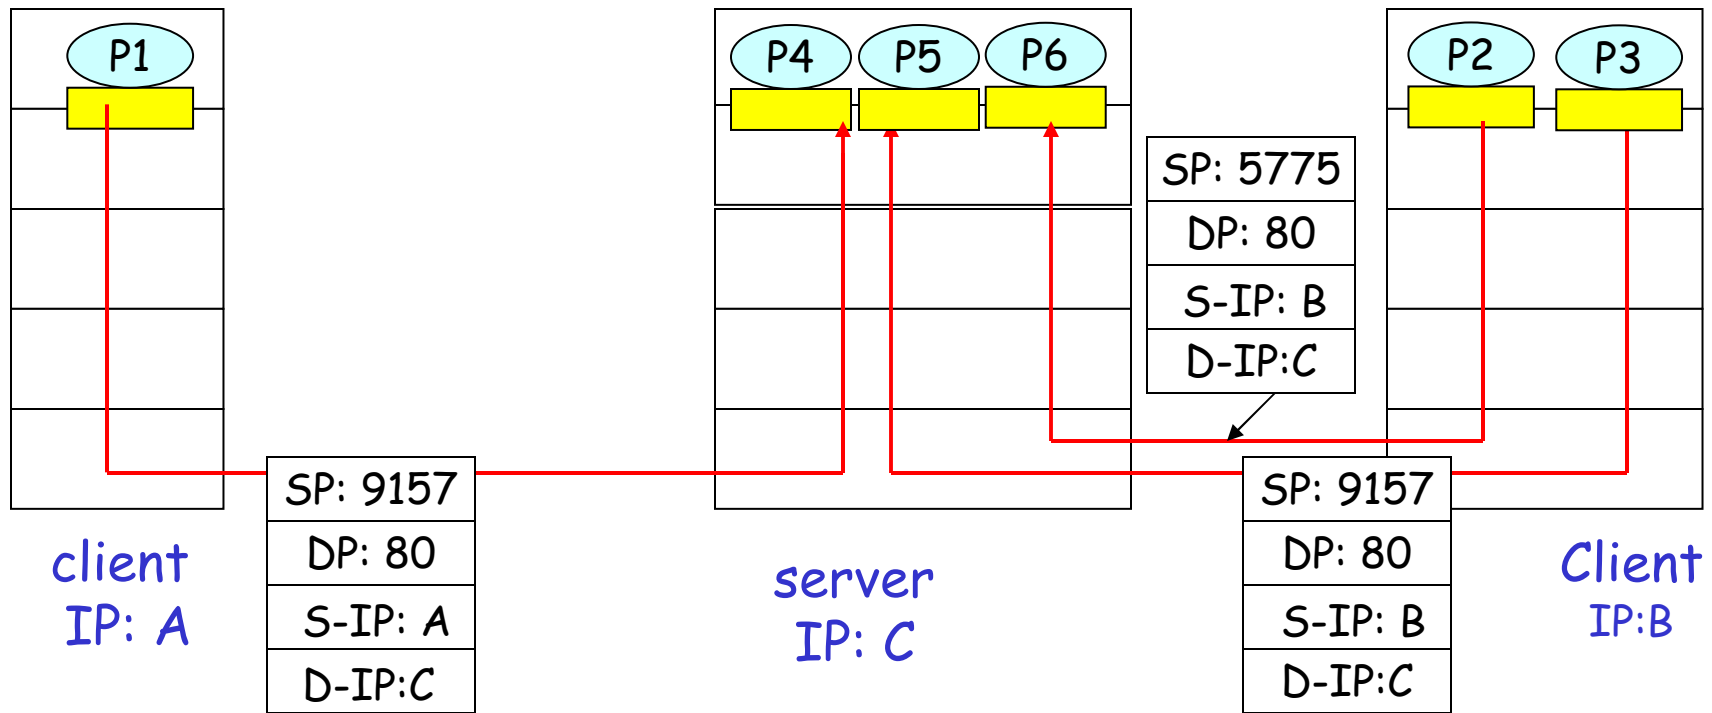 P1
P4
P5
P6
P2
P3
SP: 5775
DP: 80
S-IP: B
D-IP:C
SP: 9157
DP: 80
S-IP: A
D-IP:C
SP: 9157
DP: 80
S-IP: B
D-IP:C
client
IP: A
server
IP: C
Client
IP:B